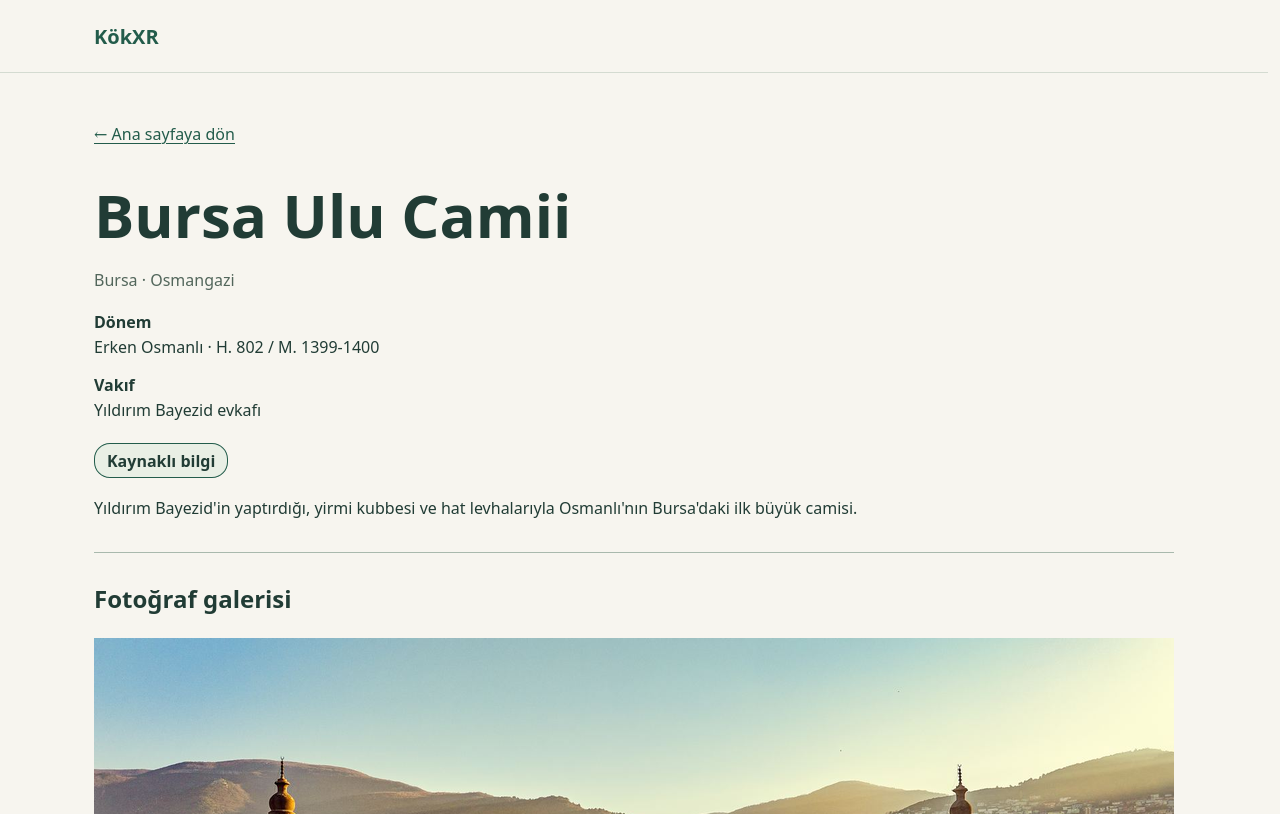 KökXR
← Ana sayfaya dön
Bursa Ulu Camii
Bursa · Osmangazi
Dönem
Erken Osmanlı · H. 802 / M. 1399-1400
Vakıf
Yıldırım Bayezid evkafı
Kaynaklı bilgi
Yıldırım Bayezid'in yaptırdığı, yirmi kubbesi ve hat levhalarıyla Osmanlı'nın Bursa'daki ilk büyük camisi.
Fotoğraf galerisi